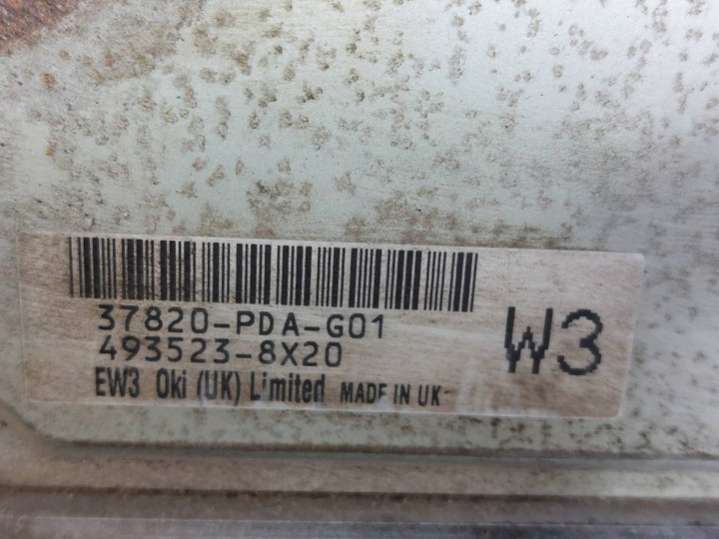 37820-PDA-G01
493523-8X20
W3
EW3 Oki (UK) Limited MADE IN UK